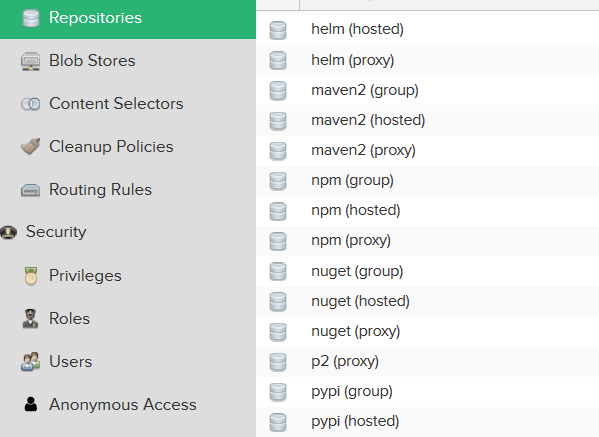 Repositories
Blob Stores
Content Selectors
Cleanup Policies
Routing Rules
Security
Privileges
Roles
Users
Anonymous Access
helm (hosted)
helm (proxy)
maven2 (group)
maven2 (hosted)
maven2 (proxy)
npm (group)
npm (hosted)
npm (proxy)
nuget (group)
nuget (hosted)
nuget (proxy)
p2 (proxy)
pypi (group)
pypi (hosted)